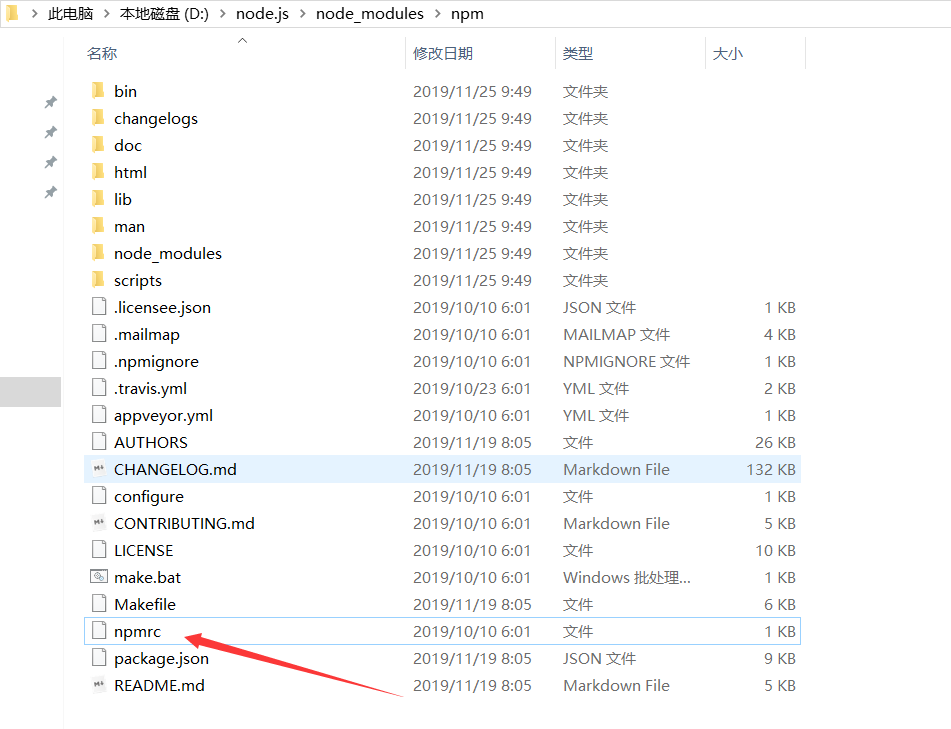 此电脑 > 本地磁盘 (D:) > node.js > node_modules > npm
名称 修改日期 类型 大小
bin 2019/11/25 9:49 文件夹
changelogs 2019/11/25 9:49 文件夹
doc 2019/11/25 9:49 文件夹
html 2019/11/25 9:49 文件夹
lib 2019/11/25 9:49 文件夹
man 2019/11/25 9:49 文件夹
node_modules 2019/11/25 9:49 文件夹
scripts 2019/11/25 9:49 文件夹
.licensee.json 2019/10/10 6:01 JSON 文件 1 KB
.mailmap 2019/10/10 6:01 MAILMAP 文件 4 KB
.npmignore 2019/10/10 6:01 NPMIGNORE 文件 1 KB
.travis.yml 2019/10/23 6:01 YML 文件 2 KB
appveyor.yml 2019/10/10 6:01 YML 文件 1 KB
AUTHORS 2019/11/19 8:05 文件 26 KB
CHANGELOG.md 2019/11/19 8:05 Markdown File 132 KB
configure 2019/10/10 6:01 文件 1 KB
CONTRIBUTING.md 2019/10/10 6:01 Markdown File 5 KB
LICENSE 2019/10/10 6:01 文件 10 KB
make.bat 2019/10/10 6:01 Windows 批处理... 1 KB
Makefile 2019/11/19 8:05 文件 6 KB
npmrc 2019/10/10 6:01 文件 1 KB
package.json 2019/11/19 8:05 JSON 文件 9 KB
README.md 2019/11/19 8:05 Markdown File 5 KB